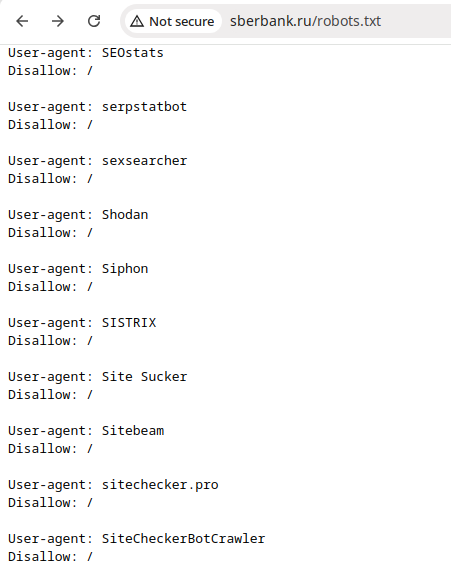 Not secure sberbank.ru/robots.txt
User-agent: SEOstats
Disallow: /
User-agent: serpstatbot
Disallow: /
User-agent: sexsearcher
Disallow: /
User-agent: Shodan
Disallow: /
User-agent: Siphon
Disallow: /
User-agent: SISTRIX
Disallow: /
User-agent: Site Sucker
Disallow: /
User-agent: Sitebeam
Disallow: /
User-agent: sitechecker.pro
Disallow: /
User-agent: SiteCheckerBotCrawler
Disallow: /